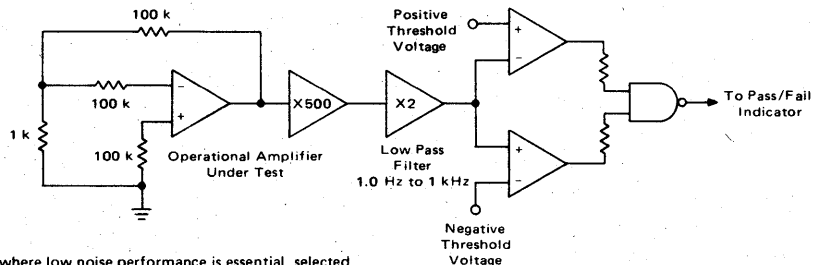 100 k
Positive
Threshold
Voltage
+
−
100 k
−
+
X500
X2
To Pass/Fail
Indicator
1 k
100 k
Operational Amplifier
Under Test
Low Pass
Filter
1.0 Hz to 1 kHz
+
−
Negative
Threshold
Voltage
where low noise performance is essential, selected